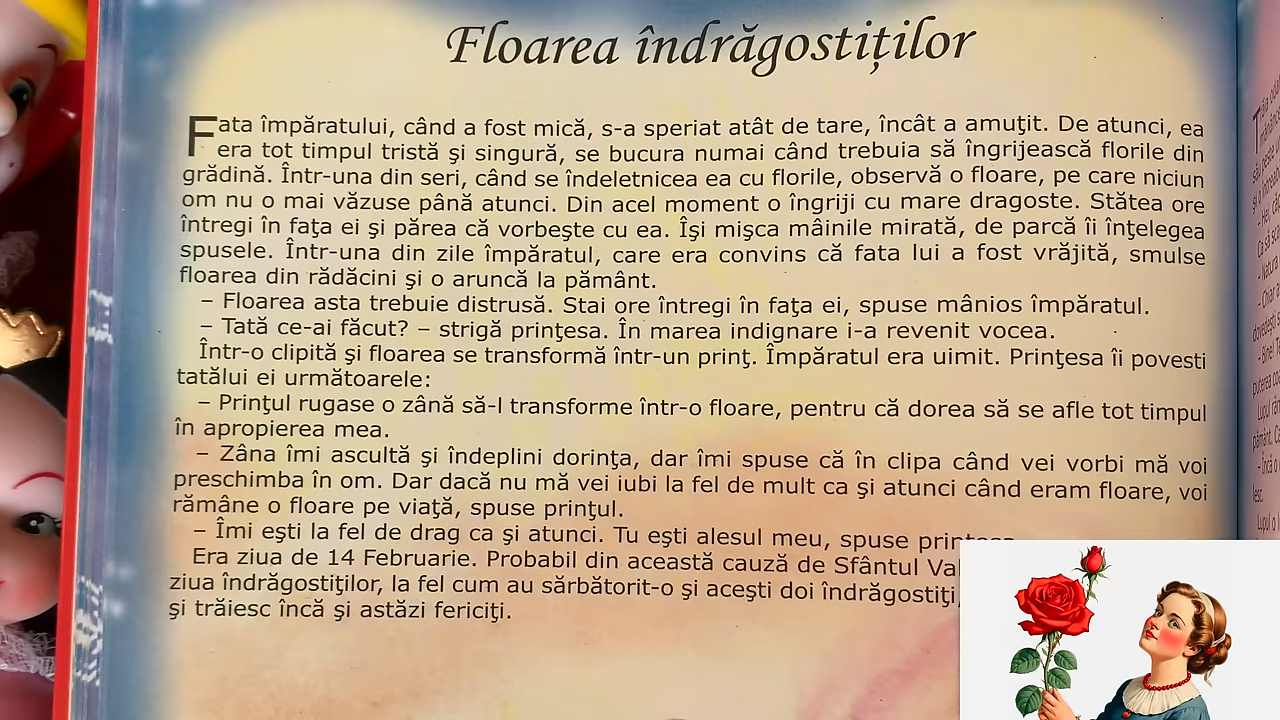 Floarea îndrăgostiților
Fata împăratului, când a fost mică, s-a speriat atât de tare, încât a amuţit. De atunci, ea
era tot timpul tristă şi singură, se bucura numai când trebuia să îngrijească florile din
grădină. Într-una din seri, când se îndeletnicea ea cu florile, observă o floare, pe care niciun
om nu o mai văzuse până atunci. Din acel moment o îngriji cu mare dragoste. Stătea ore
întregi în faţa ei şi părea că vorbeşte cu ea. Îşi mişca mâinile mirată, de parcă îi înţelegea
spusele. Într-una din zile împăratul, care era convins că fata lui a fost vrăjită, smulse
floarea din rădăcini şi o aruncă la pământ.
– Floarea asta trebuie distrusă. Stai ore întregi în faţa ei, spuse mânios împăratul.
– Tată ce-ai făcut? – strigă prinţesa. În marea indignare i-a revenit vocea.
Într-o clipită şi floarea se transformă într-un prinţ. Împăratul era uimit. Prinţesa îi povesti
tatălui ei următoarele:
– Prinţul rugase o zână să-l transforme într-o floare, pentru că dorea să se afle tot timpul
în apropierea mea.
– Zâna îmi ascultă şi îndeplini dorinţa, dar îmi spuse că în clipa când vei vorbi mă voi
preschimba în om. Dar dacă nu mă vei iubi la fel de mult ca şi atunci când eram floare, voi
rămâne o floare pe viaţă, spuse prinţul.
– Îmi eşti la fel de drag ca şi atunci. Tu eşti alesul meu, spuse
Era ziua de 14 Februarie. Probabil din această cauză de Sfântul
ziua îndrăgostiţilor, la fel cum au sărbătorit-o şi aceşti doi îndrăgostiţi,
şi trăiesc încă şi astăzi fericiţi.